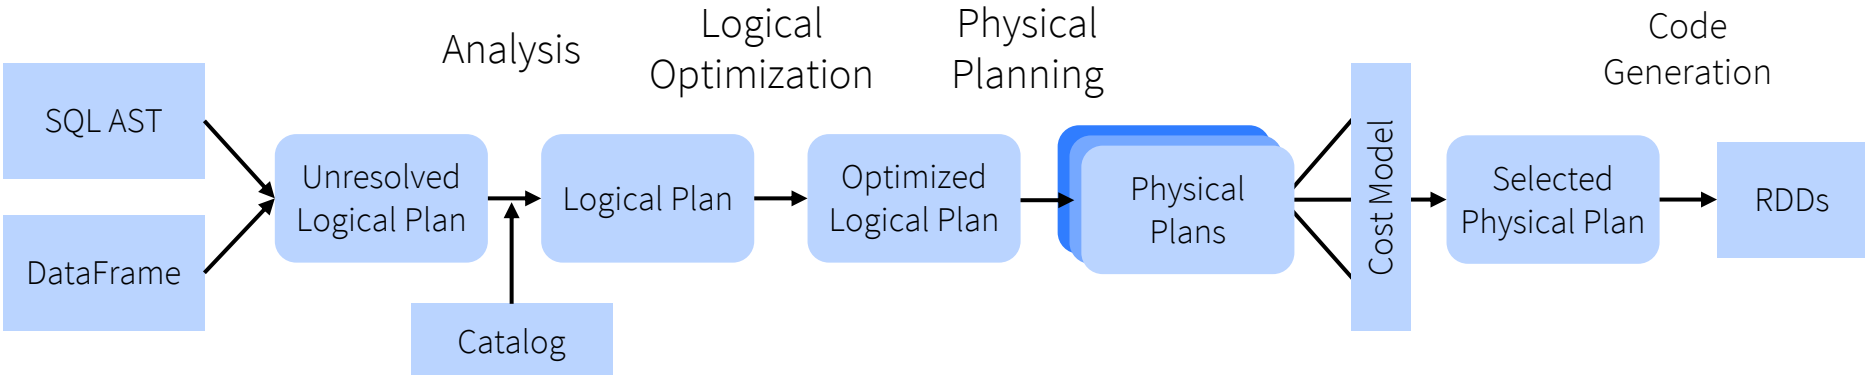 Analysis
Logical
Optimization
Physical
Planning
Code
Generation
SQL AST
DataFrame
Unresolved
Logical Plan
Catalog
Logical Plan
Optimized
Logical Plan
Physical
Plans
Cost Model
Selected
Physical Plan
RDDs